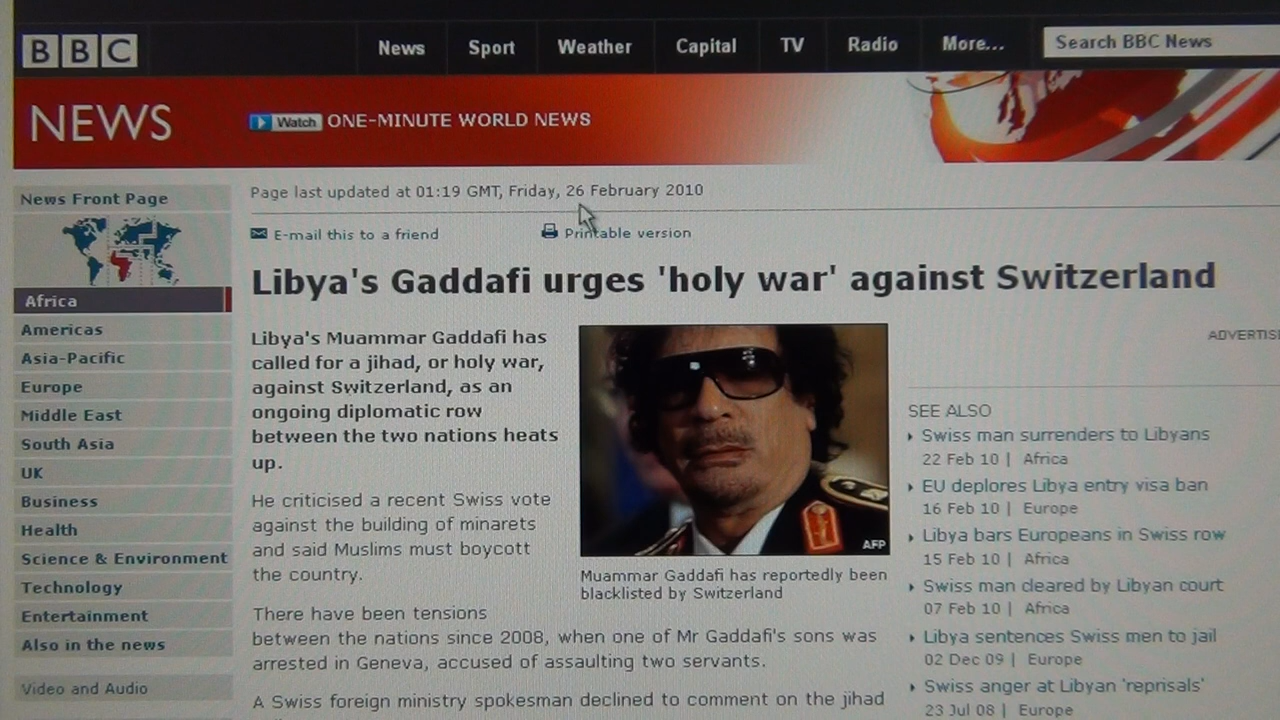 BBC
News Sport Weather Capital TV Radio More... Search BBC News
NEWS
Watch ONE-MINUTE WORLD NEWS
News Front Page
Africa
Americas
Asia-Pacific
Europe
Middle East
South Asia
UK
Business
Health
Science & Environment
Technology
Entertainment
Also in the news
Video and Audio
Page last updated at 01:19 GMT, Friday, 26 February 2010
E-mail this to a friend Printable version
Libya's Gaddafi urges 'holy war' against Switzerland
Libya's Muammar Gaddafi has
called for a jihad, or holy war,
against Switzerland, as an
ongoing diplomatic row
between the two nations heats
up.
He criticised a recent Swiss vote
against the building of minarets
and said Muslims must boycott
the country.
AFP
Muammar Gaddafi has reportedly been
blacklisted by Switzerland
There have been tensions
between the nations since 2008, when one of Mr Gaddafi's sons was
arrested in Geneva, accused of assaulting two servants.
A Swiss foreign ministry spokesman declined to comment on the jihad
SEE ALSO
Swiss man surrenders to Libyans
22 Feb 10 | Africa
EU deplores Libya entry visa ban
16 Feb 10 | Europe
Libya bars Europeans in Swiss row
15 Feb 10 | Africa
Swiss man cleared by Libyan court
07 Feb 10 | Africa
Libya sentences Swiss men to jail
02 Dec 09 | Europe
Swiss anger at Libyan 'reprisals'
23 Jul 08 | Europe